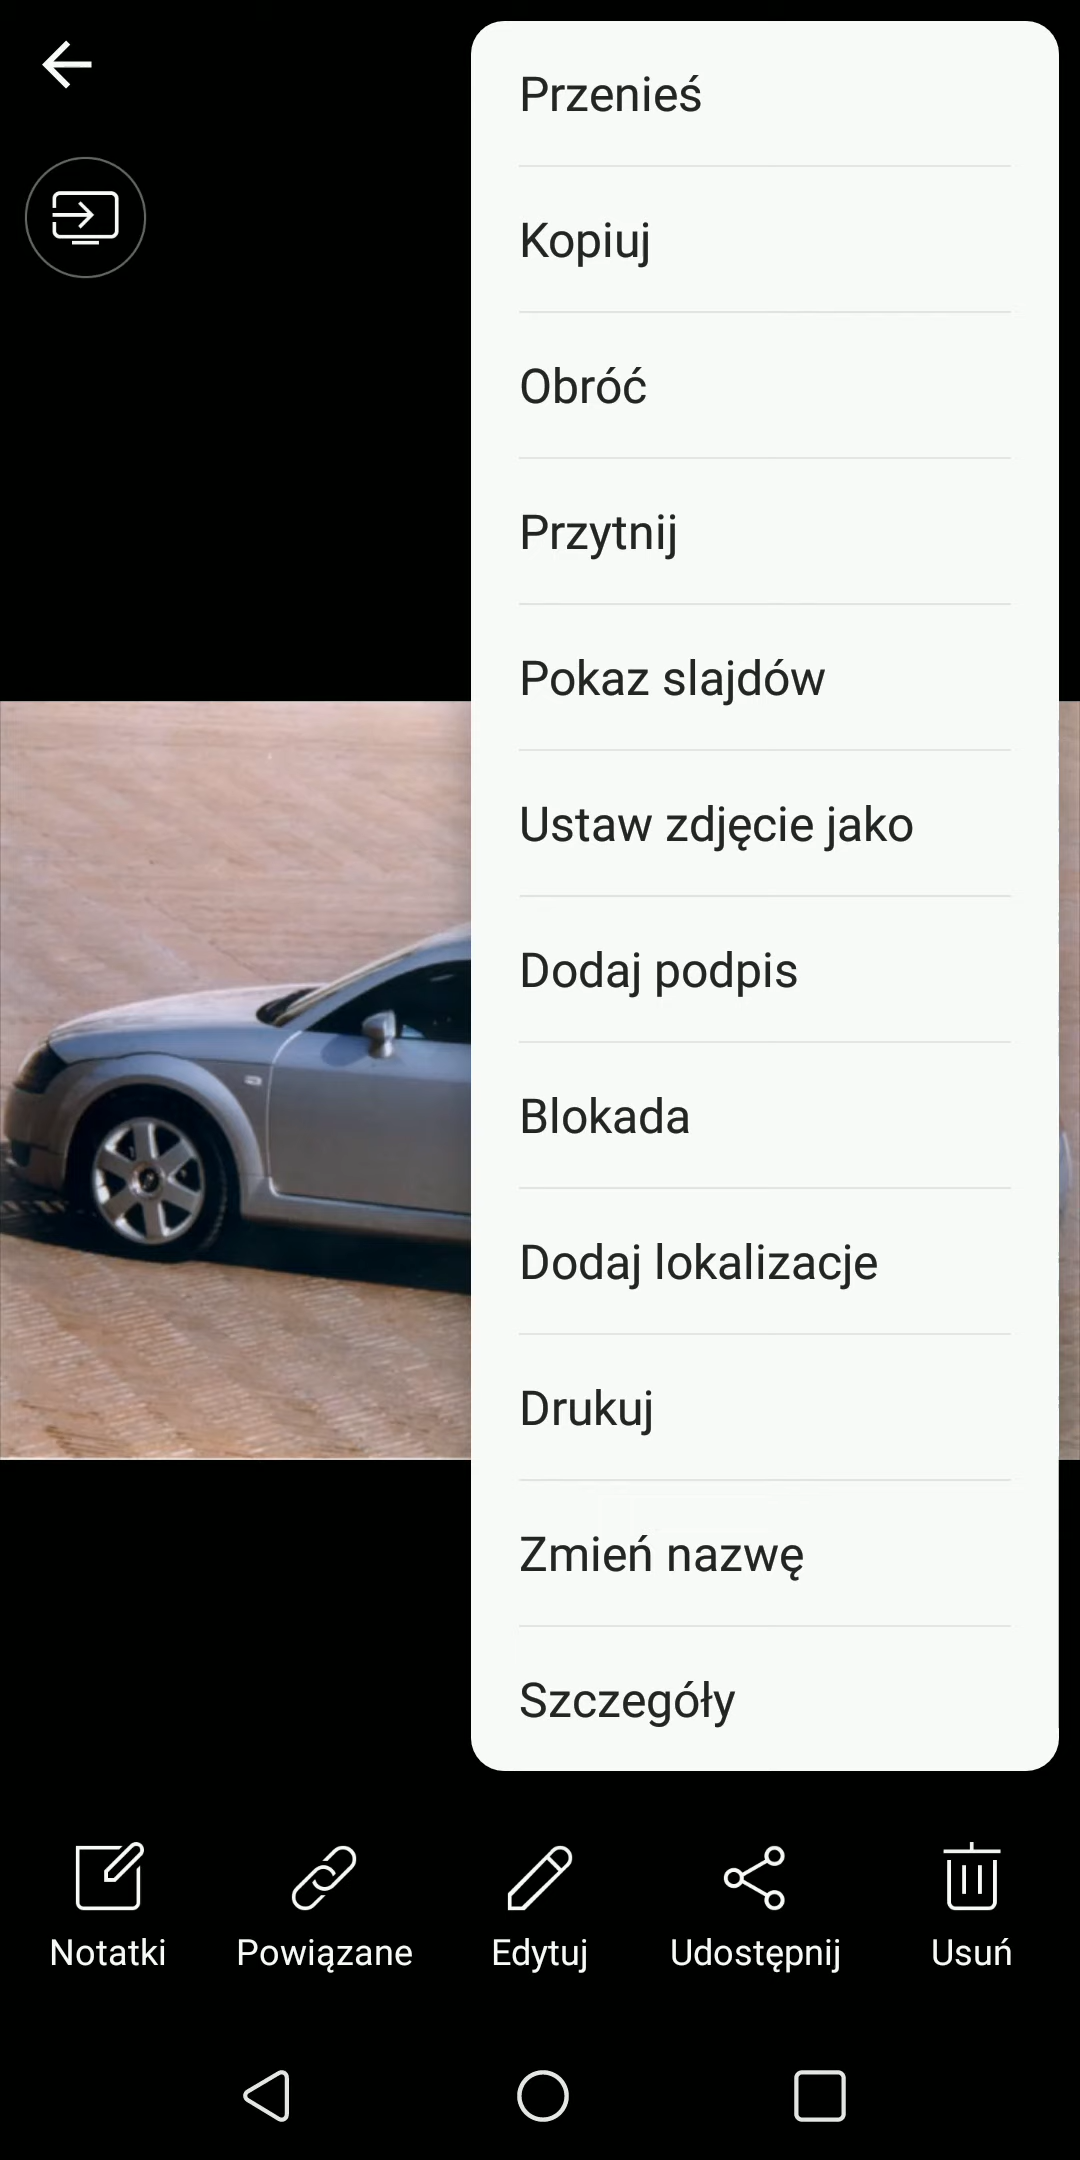 Przenieś
Kopiuj
Obróć
Przytnij
Pokaz slajdów
Ustaw zdjęcie jako
Dodaj podpis
Blokada
Dodaj lokalizacje
Drukuj
Zmień nazwę
Szczegóły
Notatki Powiązane Edytuj Udostępnij Usuń